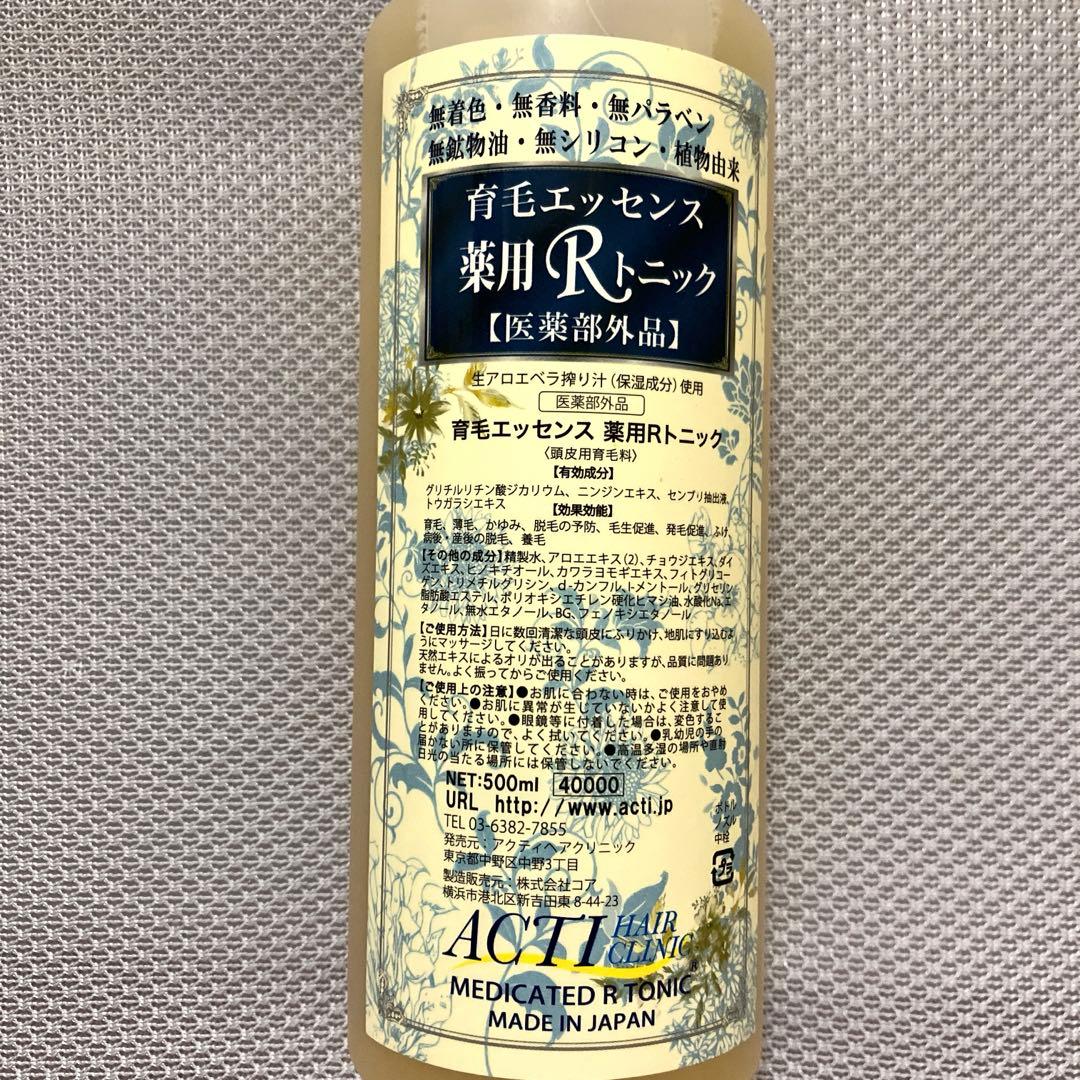 無着色・無香料・無パラベン
無鉱物油・無シリコン・植物由来
育毛エッセンス
薬用Rトニック
【医薬部外品】
生アロエベラ搾り汁(保湿成分)使用
医薬部外品
育毛エッセンス 薬用Rトニック
〈頭皮用育毛料〉
【有効成分】
グリチルリチン酸ジカリウム、ニンジンエキス、センブリ抽出液、
トウガラシエキス
【効果効能】
育毛、薄毛、かゆみ、脱毛の予防、毛生促進、発毛促進、ふけ、
病後・産後の脱毛、養毛
【その他の成分】精製水、アロエエキス(2)、チョウジエキス、ダイ
ズエキス、ヒノキチオール、カワラヨモギエキス、フィトグリコー
ゲン、トリメチルグリシン、d-カンフル、l-メントール、グリセリン
脂肪酸エステル、ポリオキシエチレン硬化ヒマシ油、水酸化Na、エ
タノール、無水エタノール、BG、フェノキシエタノール
【ご使用方法】日に数回清潔な頭皮にふりかけ、地肌にすり込むよ
うにマッサージしてください。
天然エキスによるオリが出ることがありますが、品質に問題あり
ません。よく振ってからご使用ください。
【ご使用上の注意】●お肌に合わない時は、ご使用をおやめ
ください。●お肌に異常が生じていないかよく注意して使
用してください。●眼鏡等に付着した場合は、変色するこ
とがありますので、よく拭いてください。●乳幼児の手の
届かない所に保管してください。●高温多湿の場所や直射
日光の当たる場所には保管しないでください。
NET:500ml 40000
URL http://www.acti.jp
TEL 03-6382-7855
発売元:アクティヘアクリニック
東京都中野区中野3丁目
製造販売元:株式会社コア
横浜市港北区新吉田東8-44-23
ボトル
ノズル
中栓
プラ
ACTI HAIR CLINIC®
MEDICATED R TONIC
MADE IN JAPAN